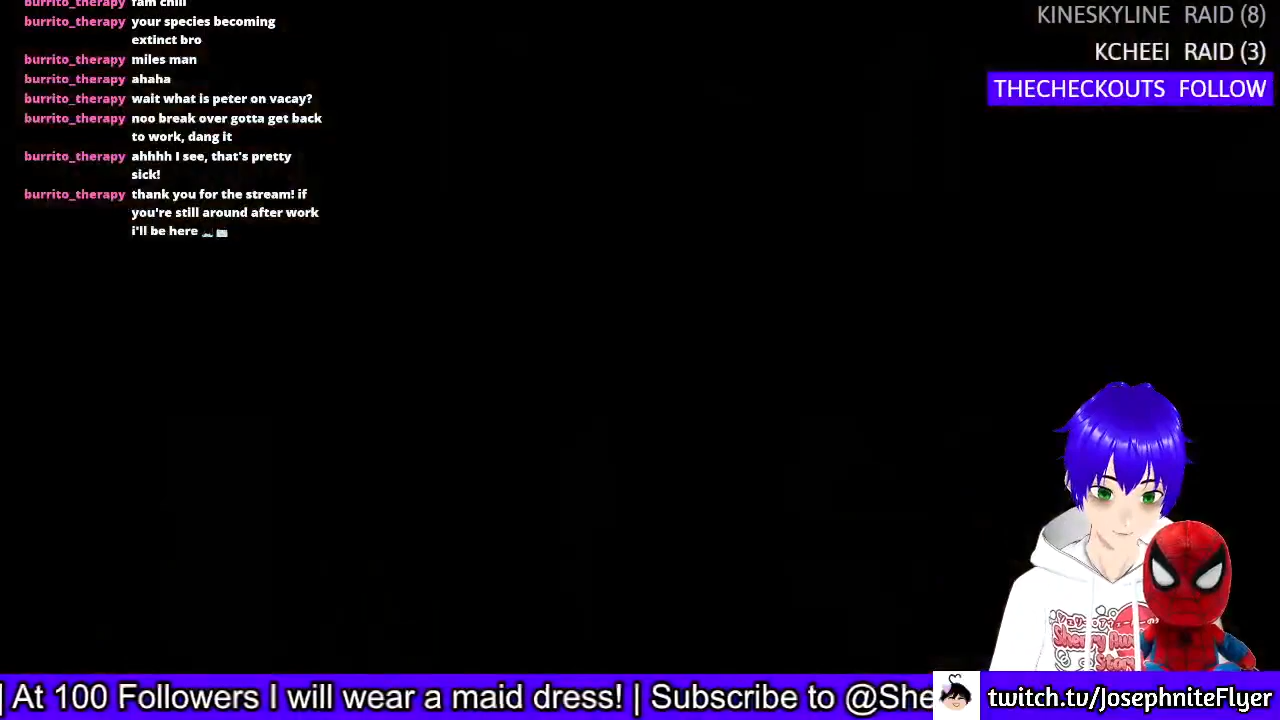 burrito_therapy fam chill
burrito_therapy your species becoming
extinct bro
burrito_therapy miles man
burrito_therapy ahaha
burrito_therapy wait what is peter on vacay?
burrito_therapy noo break over gotta get back
to work, dang it
burrito_therapy ahhhh I see, that's pretty
sick!
burrito_therapy thank you for the stream! if
you're still around after work
i'll be here
KINESKYLINE RAID (8)
KCHEEI RAID (3)
THECHECKOUTS FOLLOW
Sherry
| At 100 Followers I will wear a maid dress! | Subscribe to @She
twitch.tv/JosephniteFlyer